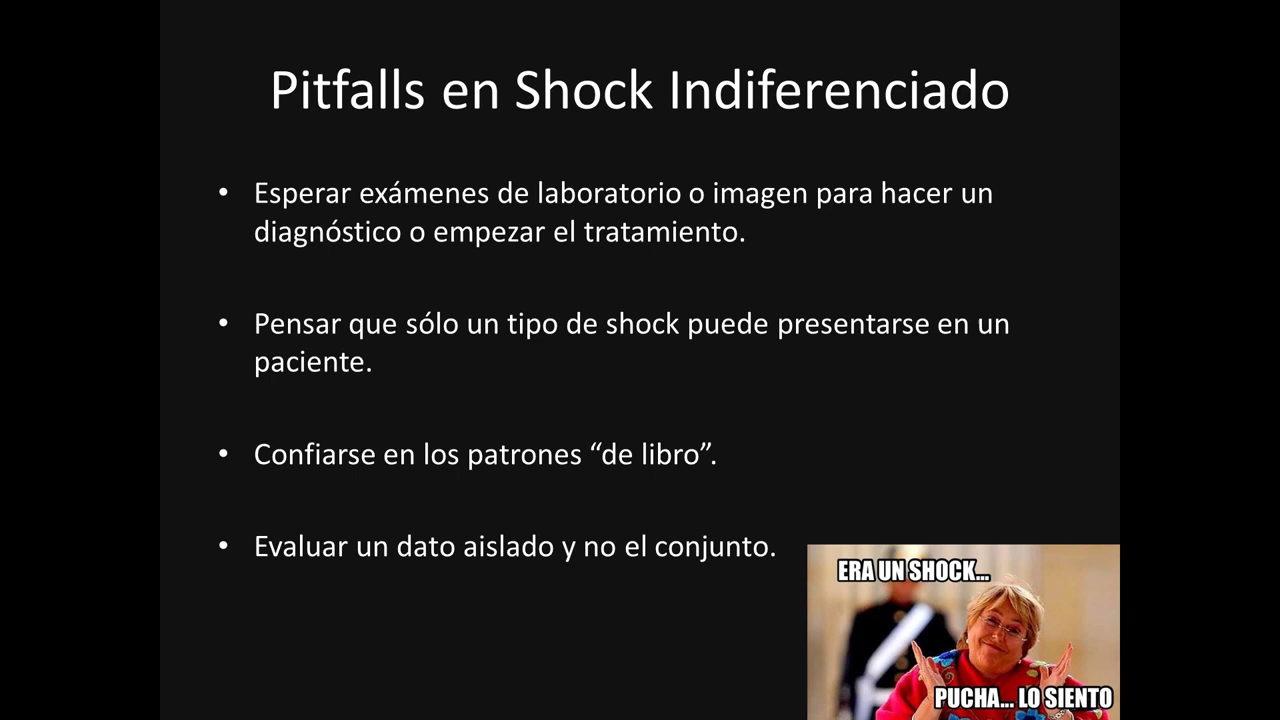 Pitfalls en Shock Indiferenciado
• Esperar exámenes de laboratorio o imagen para hacer un
diagnóstico o empezar el tratamiento.
• Pensar que sólo un tipo de shock puede presentarse en un
paciente.
• Confiarse en los patrones “de libro”.
• Evaluar un dato aislado y no el conjunto.
ERA UN SHOCK...
PUCHA... LO SIENTO